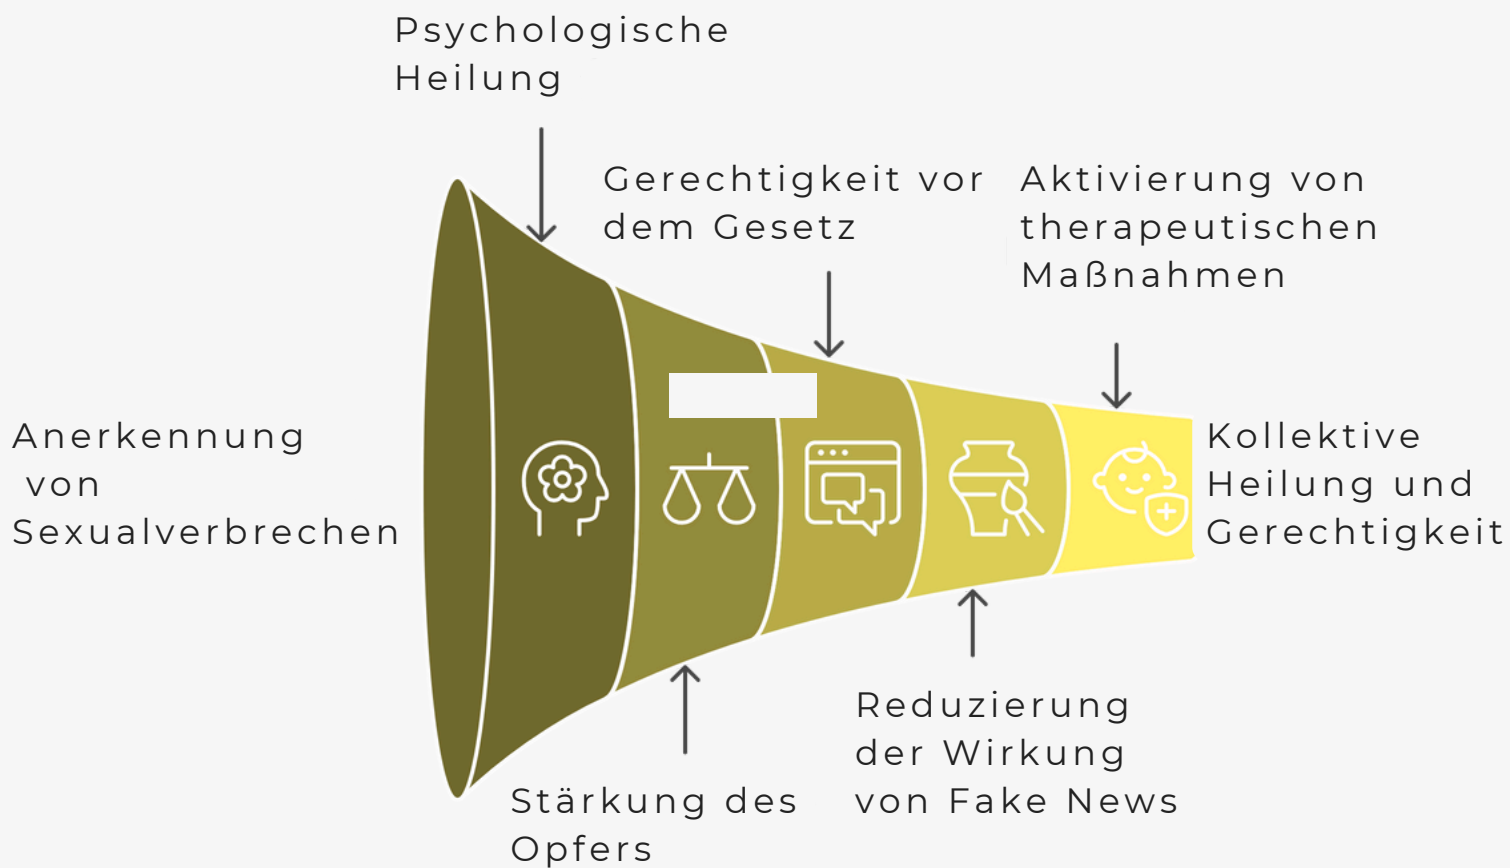 Psychologische
Heilung
Gerechtigkeit vor
dem Gesetz
Aktivierung von
therapeutischen
Maßnahmen
Anerkennung
von
Sexualverbrechen
Kollektive
Heilung und
Gerechtigkeit
Stärkung des
Opfers
Reduzierung
der Wirkung
von Fake News